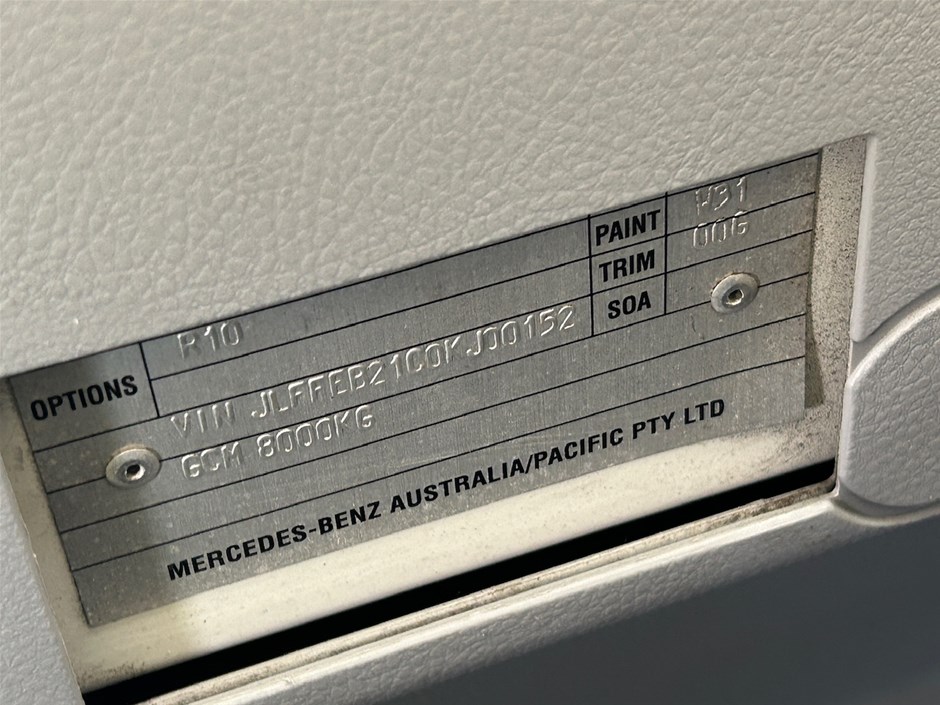 PAINT W31
TRIM 00G
SOA
OPTIONS R10
VIN JLFFEB21C0KJ00152
GCM 8000KG
MERCEDES-BENZ AUSTRALIA/PACIFIC PTY LTD